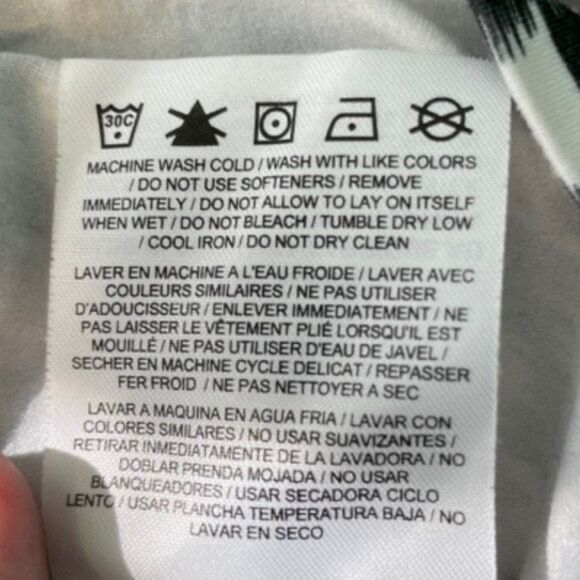 30C
MACHINE WASH COLD / WASH WITH LIKE COLORS
/ DO NOT USE SOFTENERS / REMOVE
IMMEDIATELY / DO NOT ALLOW TO LAY ON ITSELF
WHEN WET / DO NOT BLEACH / TUMBLE DRY LOW
/ COOL IRON / DO NOT DRY CLEAN
LAVER EN MACHINE A L'EAU FROIDE / LAVER AVEC
COULEURS SIMILAIRES / NE PAS UTILISER
D'ADOUCISSEUR / ENLEVER IMMEDIATEMENT / NE
PAS LAISSER LE VÊTEMENT PLIÉ LORSQU'IL EST
MOUILLÉ / NE PAS UTILISER D'EAU DE JAVEL /
SECHER EN MACHINE CYCLE DELICAT / REPASSER
FER FROID / NE PAS NETTOYER A SEC
LAVAR A MAQUINA EN AGUA FRIA / LAVAR CON
COLORES SIMILARES / NO USAR SUAVIZANTES /
RETIRAR INMEDIATAMENTE DE LA LAVADORA / NO
DOBLAR PRENDA MOJADA / NO USAR
BLANQUEADORES / USAR SECADORA CICLO
LENTO / USAR PLANCHA TEMPERATURA BAJA / NO
LAVAR EN SECO